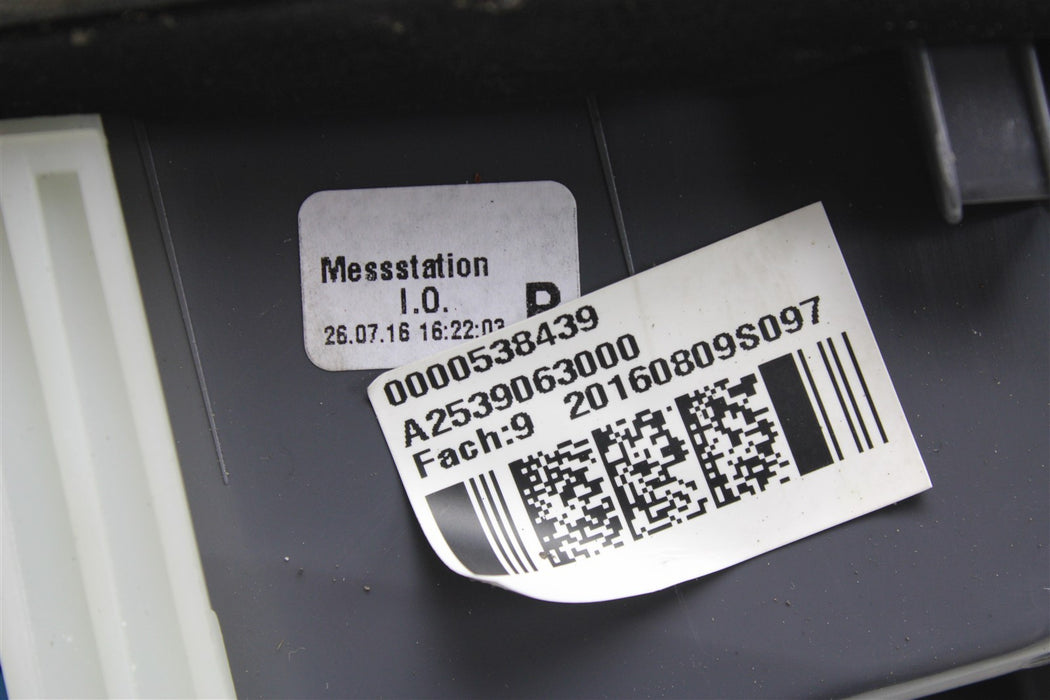 Messstation
I.O.
26.07.16 16:22:03
0000538439
A2539063000
Fach:9 20160809S097